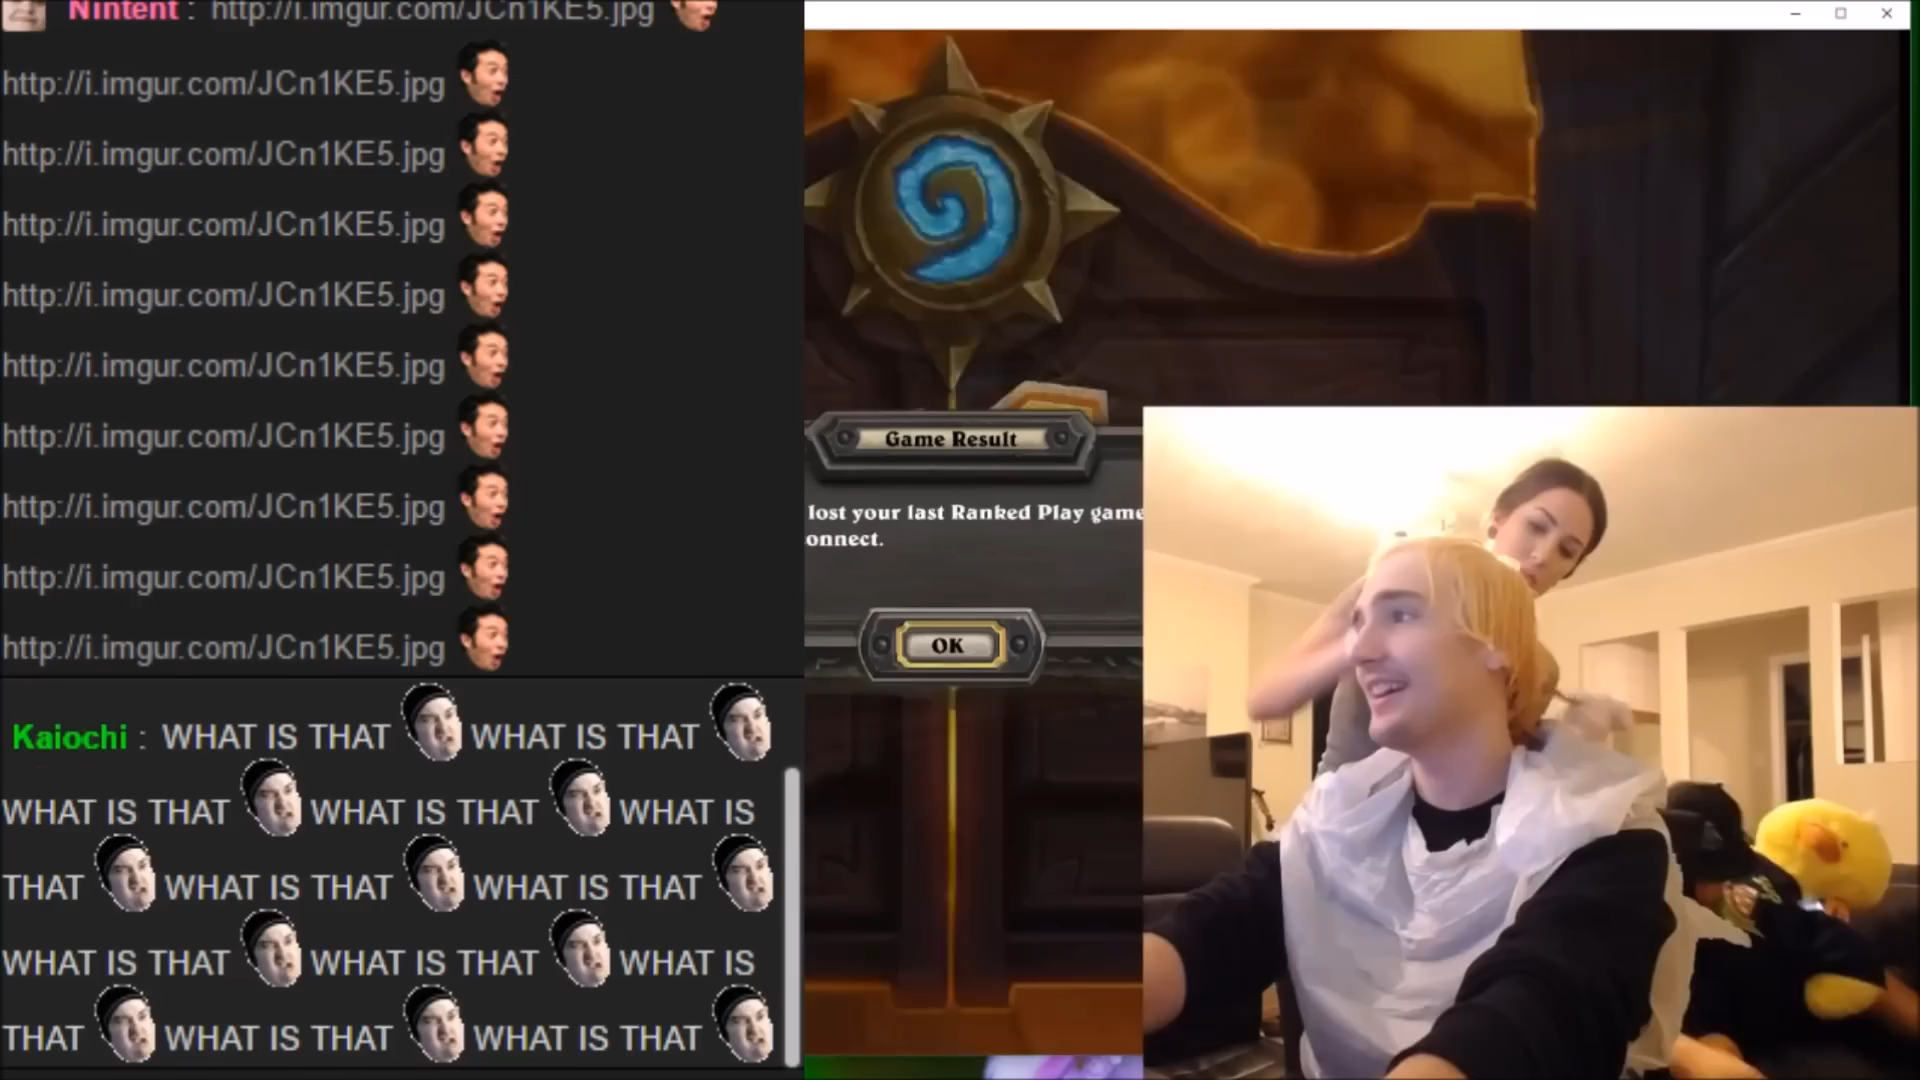 Nintent : http://i.imgur.com/JCn1KE5.jpg
http://i.imgur.com/JCn1KE5.jpg
http://i.imgur.com/JCn1KE5.jpg
http://i.imgur.com/JCn1KE5.jpg
http://i.imgur.com/JCn1KE5.jpg
http://i.imgur.com/JCn1KE5.jpg
http://i.imgur.com/JCn1KE5.jpg
http://i.imgur.com/JCn1KE5.jpg
http://i.imgur.com/JCn1KE5.jpg
http://i.imgur.com/JCn1KE5.jpg
Kaiochi : WHAT IS THAT WHAT IS THAT
WHAT IS THAT WHAT IS THAT WHAT IS
THAT WHAT IS THAT WHAT IS THAT
WHAT IS THAT WHAT IS THAT WHAT IS
THAT WHAT IS THAT WHAT IS THAT
Game Result
lost your last Ranked Play game
onnect.
OK